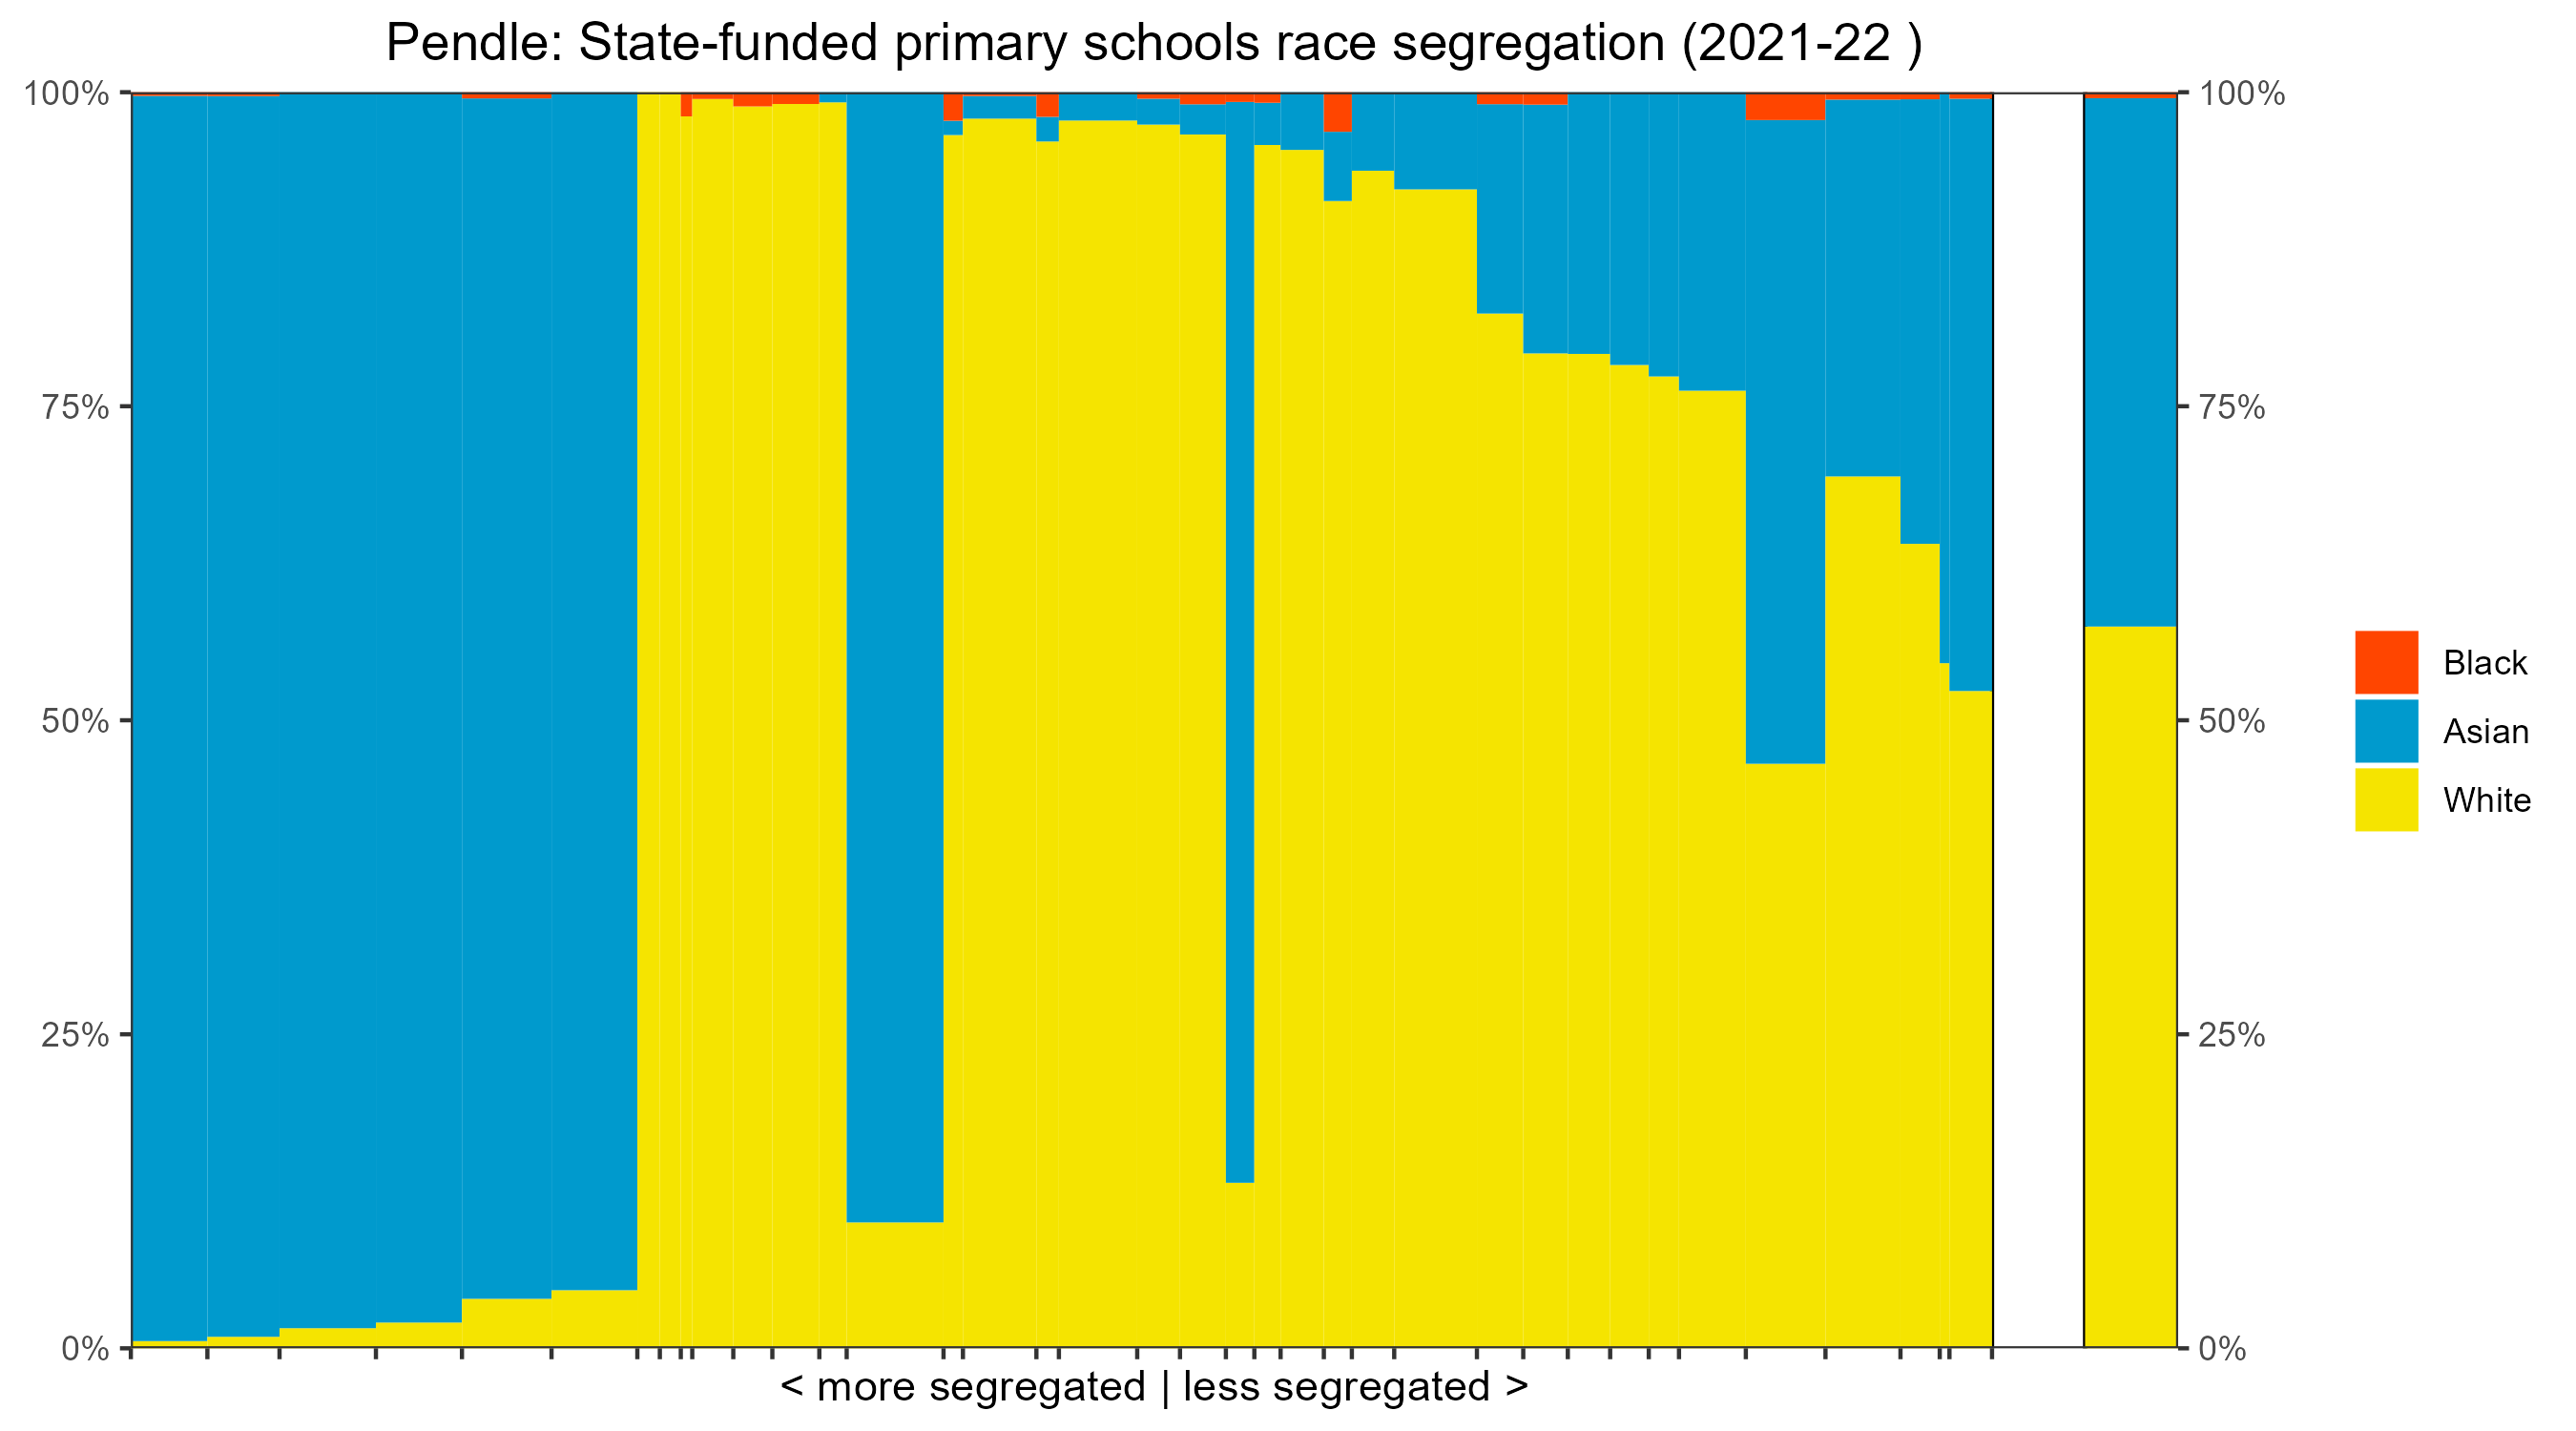 Pendle: State-funded primary schools race segregation (2021-22 )
100%
75%
50%
25%
0%
100%
75%
50%
25%
0%
Black
Asian
White
< more segregated | less segregated >